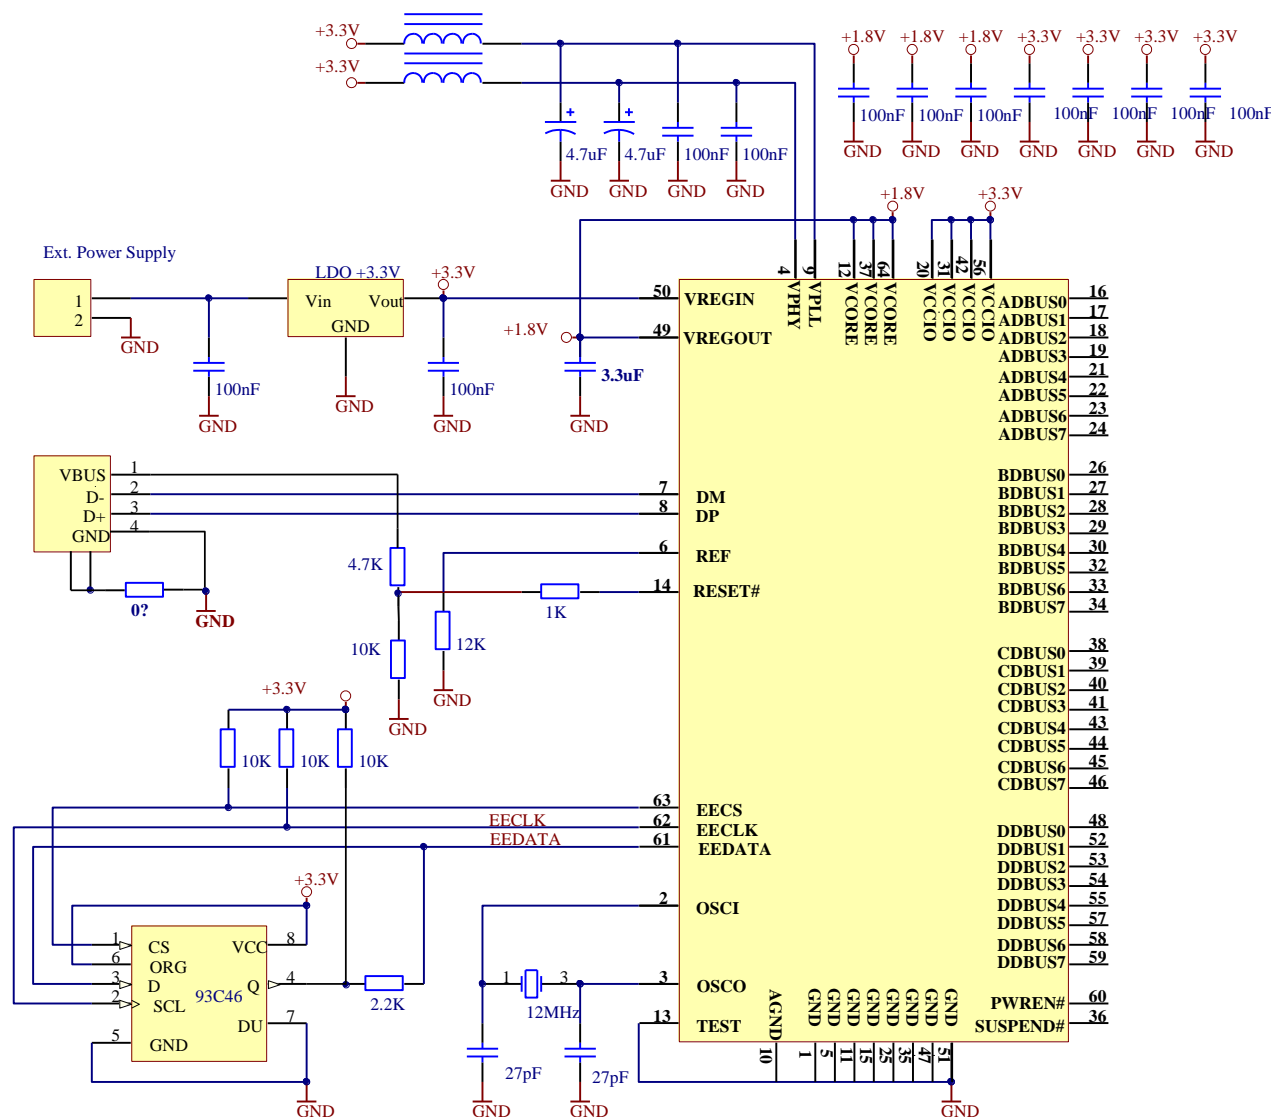 +3.3V
+3.3V
4.7uF
4.7uF
100nF
100nF
GND
GND
GND
GND
+1.8V
+1.8V
+1.8V
+3.3V
+3.3V
+3.3V
+3.3V
100nF
100nF
100nF
100nF
100nF
100nF
100nF
GND
GND
GND
GND
GND
GND
GND
+1.8V
+3.3V
Ext. Power Supply
1
2
GND
100nF
GND
LDO +3.3V
Vin
Vout
GND
GND
+3.3V
100nF
GND
+1.8V
3.3uF
GND
VBUS
D-
D+
GND
1
2
3
4
0?
GND
4.7K
10K
GND
1K
12K
GND
+3.3V
10K
10K
10K
EECLK
EEDATA
+3.3V
1
6
3
2
5
CS
ORG
D
SCL
GND
93C46
VCC
Q
DU
8
4
7
2.2K
GND
1
3
12MHz
27pF
27pF
GND
GND
50 VREGIN
49 VREGOUT
7 DM
8 DP
6 REF
14 RESET#
63 EECS
62 EECLK
61 EEDATA
2 OSCI
3 OSCO
13 TEST
4 VPHY
9 VPLL
12 VCORE
37 VCORE
64 VCORE
20 VCCIO
31 VCCIO
42 VCCIO
56 VCCIO
ADBUS0 16
ADBUS1 17
ADBUS2 18
ADBUS3 19
ADBUS4 21
ADBUS5 22
ADBUS6 23
ADBUS7 24
BDBUS0 26
BDBUS1 27
BDBUS2 28
BDBUS3 29
BDBUS4 30
BDBUS5 32
BDBUS6 33
BDBUS7 34
CDBUS0 38
CDBUS1 39
CDBUS2 40
CDBUS3 41
CDBUS4 43
CDBUS5 44
CDBUS6 45
CDBUS7 46
DDBUS0 48
DDBUS1 52
DDBUS2 53
DDBUS3 54
DDBUS4 55
DDBUS5 57
DDBUS6 58
DDBUS7 59
PWREN# 60
SUSPEND# 36
AGND 10
GND 1
GND 5
GND 11
GND 15
GND 25
GND 35
GND 47
GND 51
GND